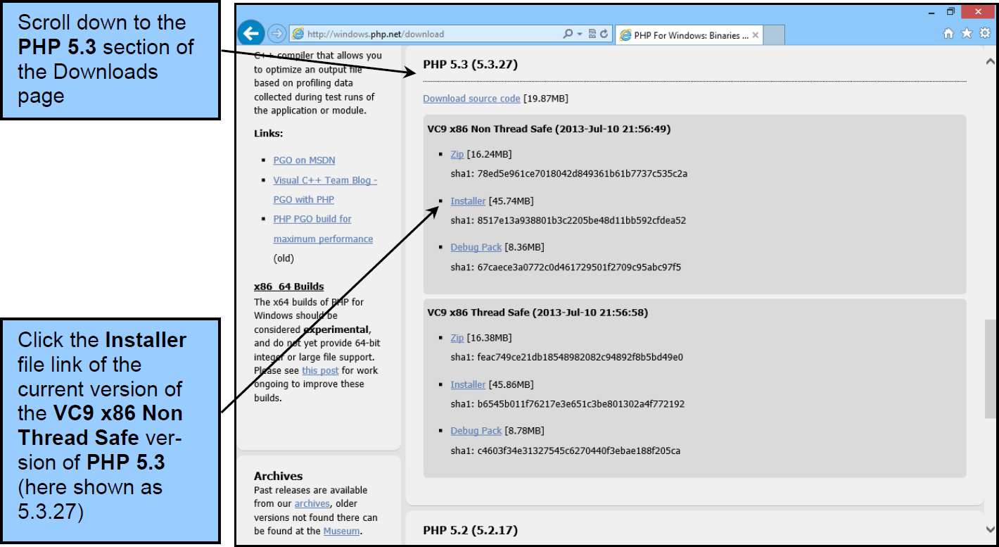 Scroll down to the
PHP 5.3 section of
the Downloads
page
Click the Installer
file link of the
current version of
the VC9 x86 Non
Thread Safe ver-
sion of PHP 5.3
(here shown as
5.3.27)
http://windows.php.net/download
PHP For Windows: Binaries ...
C++ compiler that allows you
to optimize an output file
based on profiling data
collected during test runs of
the application or module.
Links:
PGO on MSDN
Visual C++ Team Blog -
PGO with PHP
PHP PGO build for
maximum performance
(old)
x86_64 Builds
The x64 builds of PHP for
Windows should be
considered experimental,
and do not yet provide 64-bit
integer or large file support.
Please see this post for work
ongoing to improve these
builds.
Archives
Past releases are available
from our archives, older
versions not found there can
be found at the Museum.
PHP 5.3 (5.3.27)
Download source code [19.87MB]
VC9 x86 Non Thread Safe (2013-Jul-10 21:56:49)
Zip [16.24MB]
sha1: 78ed5e961ce7018042d849361b61b7737c535c2a
Installer [45.74MB]
sha1: 8517e13a938801b3c2205be48d11bb592cfdea52
Debug Pack [8.36MB]
sha1: 67caece3a0772c0d461729501f2709c95abc97f5
VC9 x86 Thread Safe (2013-Jul-10 21:56:58)
Zip [16.38MB]
sha1: feac749ce21db18548982082c94892f8b5bd49e0
Installer [45.86MB]
sha1: b6545b011f76217e3e651c3be801302a4f772192
Debug Pack [8.78MB]
sha1: c4603f34e31327545c6270440f3ebae188f205ca
PHP 5.2 (5.2.17)